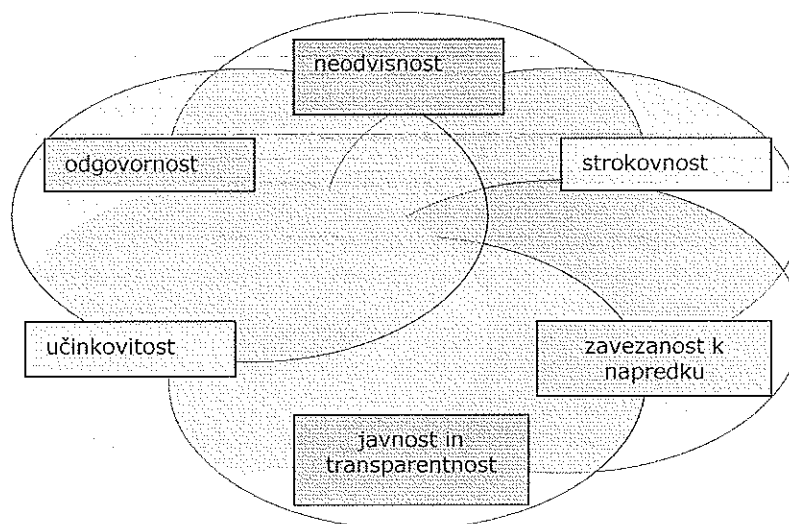 neodvisnost
odgovornost
strokovnost
učinkovitost
zavezanost k
napredku
javnost in
transparentnost